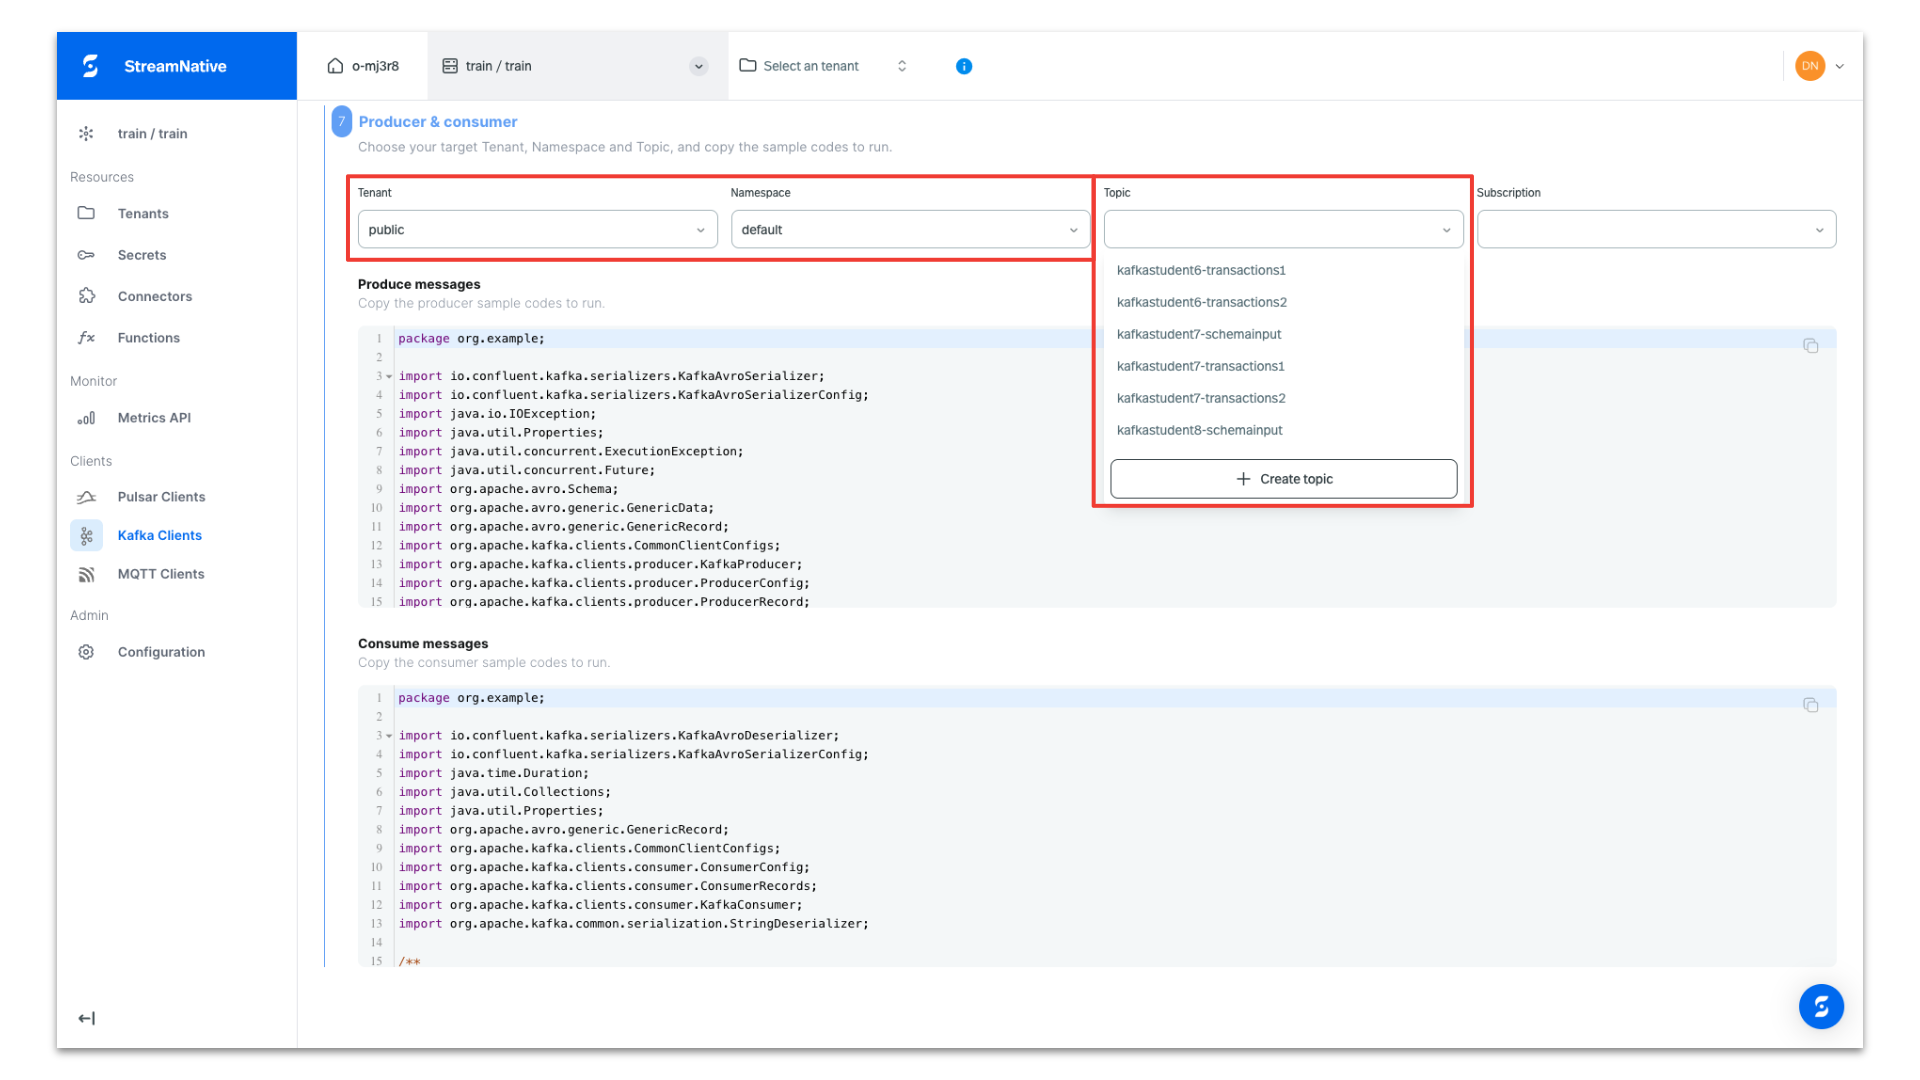 StreamNative
o-mj3r8
train / train
Select an tenant
DN
train / train
Resources
Tenants
Secrets
Connectors
Functions
Monitor
Metrics API
Clients
Pulsar Clients
Kafka Clients
MQTT Clients
Admin
Configuration
7 Producer & consumer
Choose your target Tenant, Namespace and Topic, and copy the sample codes to run.
Tenant
public
Namespace
default
Topic
kafkastudent6-transactions1
kafkastudent6-transactions2
kafkastudent7-schemainput
kafkastudent7-transactions1
kafkastudent7-transactions2
kafkastudent8-schemainput
Create topic
Subscription
Produce messages
Copy the producer sample codes to run.
1 package org.example;
2
3 import io.confluent.kafka.serializers.KafkaAvroSerializer;
4 import io.confluent.kafka.serializers.KafkaAvroSerializerConfig;
5 import java.io.IOException;
6 import java.util.Properties;
7 import java.util.concurrent.ExecutionException;
8 import java.util.concurrent.Future;
9 import org.apache.avro.Schema;
10 import org.apache.avro.generic.GenericData;
11 import org.apache.avro.generic.GenericRecord;
12 import org.apache.kafka.clients.CommonClientConfigs;
13 import org.apache.kafka.clients.producer.KafkaProducer;
14 import org.apache.kafka.clients.producer.ProducerConfig;
15 import org.apache.kafka.clients.producer.ProducerRecord;
Consume messages
Copy the consumer sample codes to run.
1 package org.example;
2
3 import io.confluent.kafka.serializers.KafkaAvroDeserializer;
4 import io.confluent.kafka.serializers.KafkaAvroSerializerConfig;
5 import java.time.Duration;
6 import java.util.Collections;
7 import java.util.Properties;
8 import org.apache.avro.generic.GenericRecord;
9 import org.apache.kafka.clients.CommonClientConfigs;
10 import org.apache.kafka.clients.consumer.ConsumerConfig;
11 import org.apache.kafka.clients.consumer.ConsumerRecords;
12 import org.apache.kafka.clients.consumer.KafkaConsumer;
13 import org.apache.kafka.common.serialization.StringDeserializer;
14
15 /**